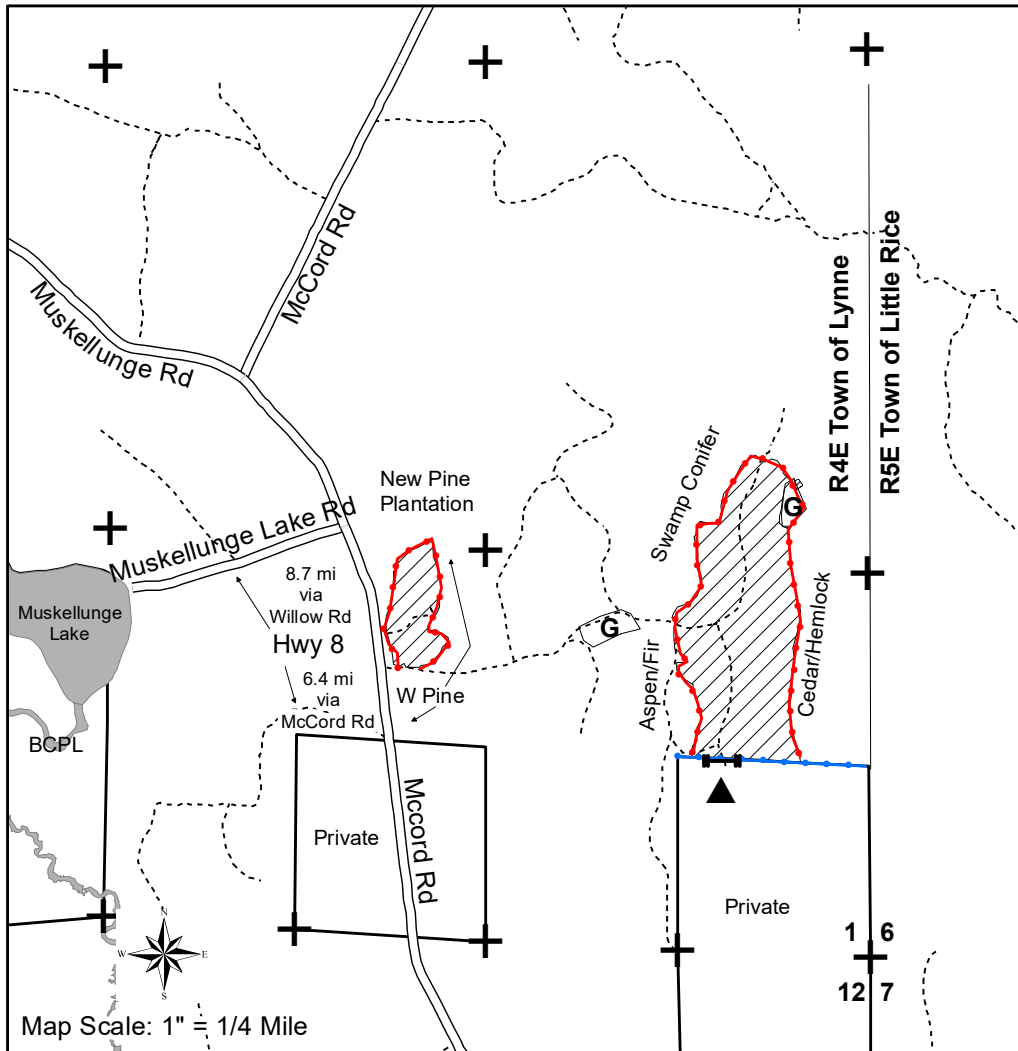 McCord Rd
Muskellunge Rd
R4E Town of Lynne
R5E Town of Little Rice
New Pine
Plantation
Swamp Conifer
G
Muskellunge Lake Rd
8.7 mi
via
Willow Rd
Hwy 8
6.4 mi
via
McCord Rd
Muskellunge
Lake
G
W Pine
Aspen/Fir
Cedar/Hemlock
BCPL
Mccord Rd
Private
Private
1 6
12 7
N
W E
S
Map Scale: 1" = 1/4 Mile